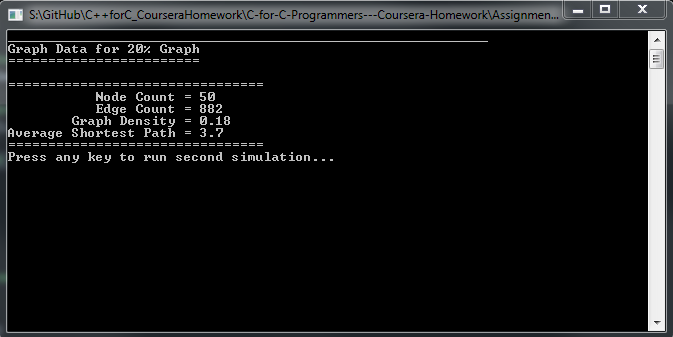 S:\GitHub\C++forC_CourseraHomework\C-for-C-Programmers---Coursera-Homework\Assignmen...
Graph Data for 20% Graph
========================
================================
Node Count = 50
Edge Count = 882
Graph Density = 0.18
Average Shortest Path = 3.7
================================
Press any key to run second simulation...